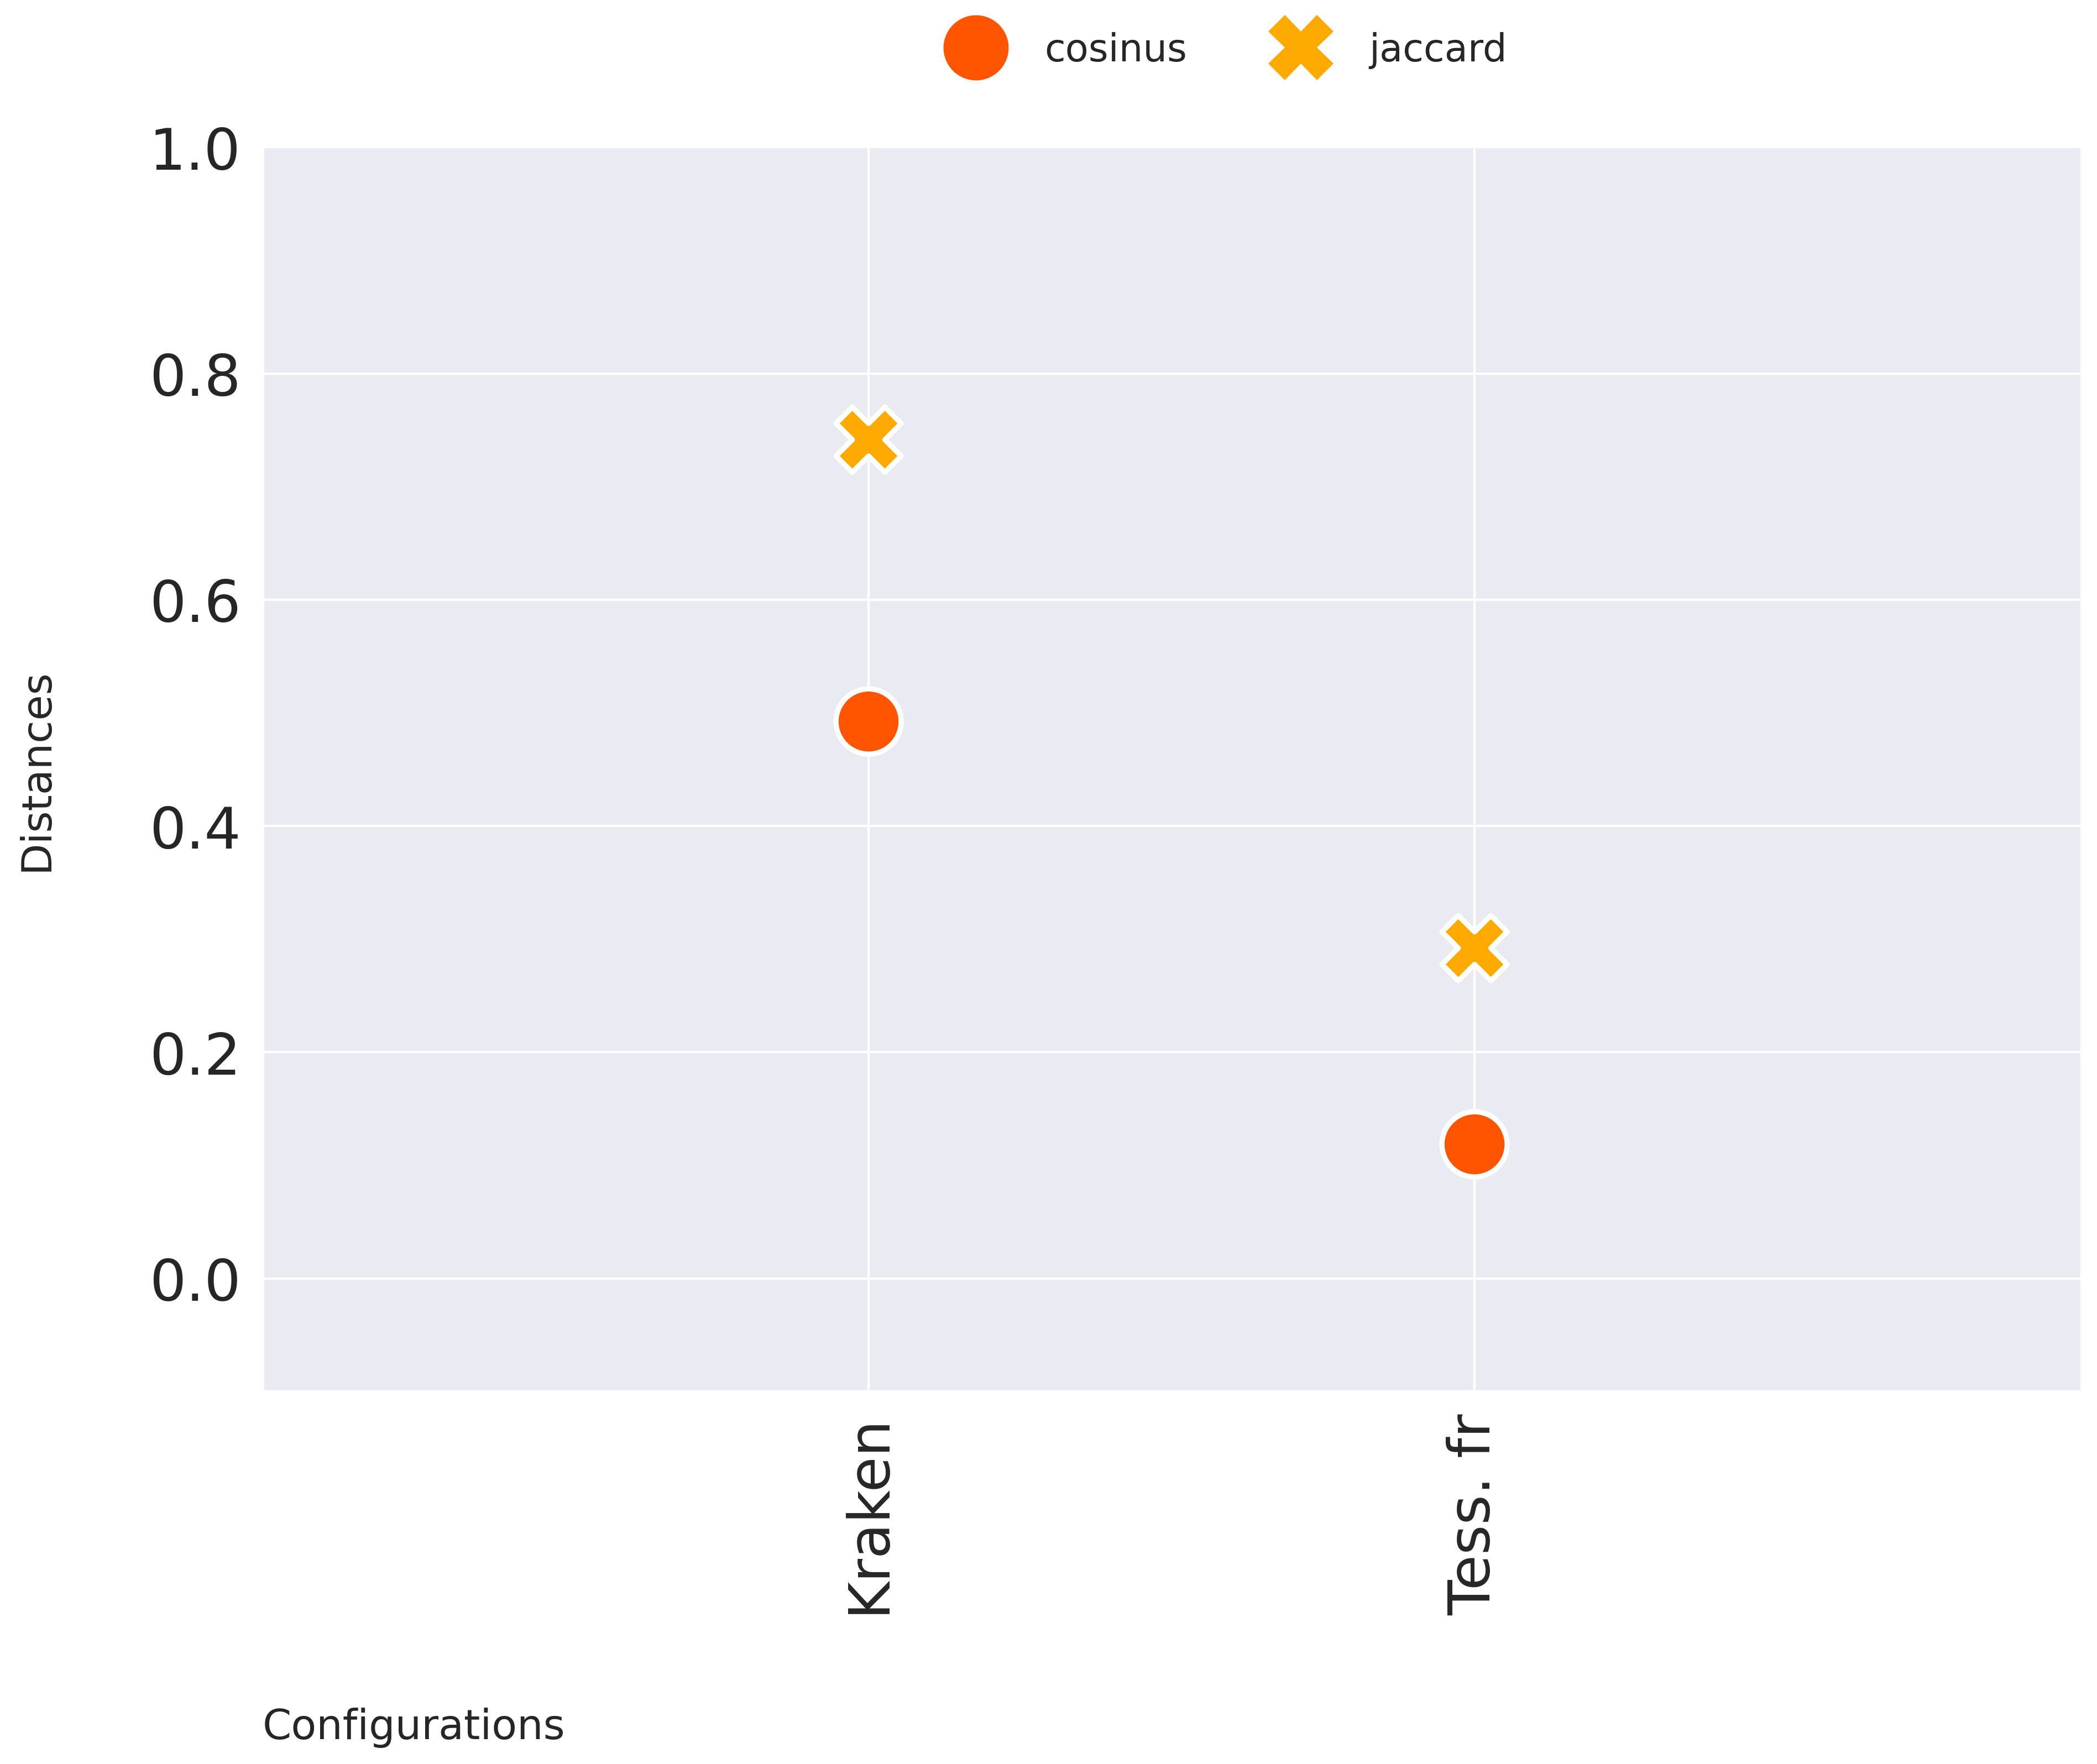 cosinus jaccard
1.0
0.8
0.6
0.4
0.2
0.0
Distances
Kraken
Tess. fr
Configurations